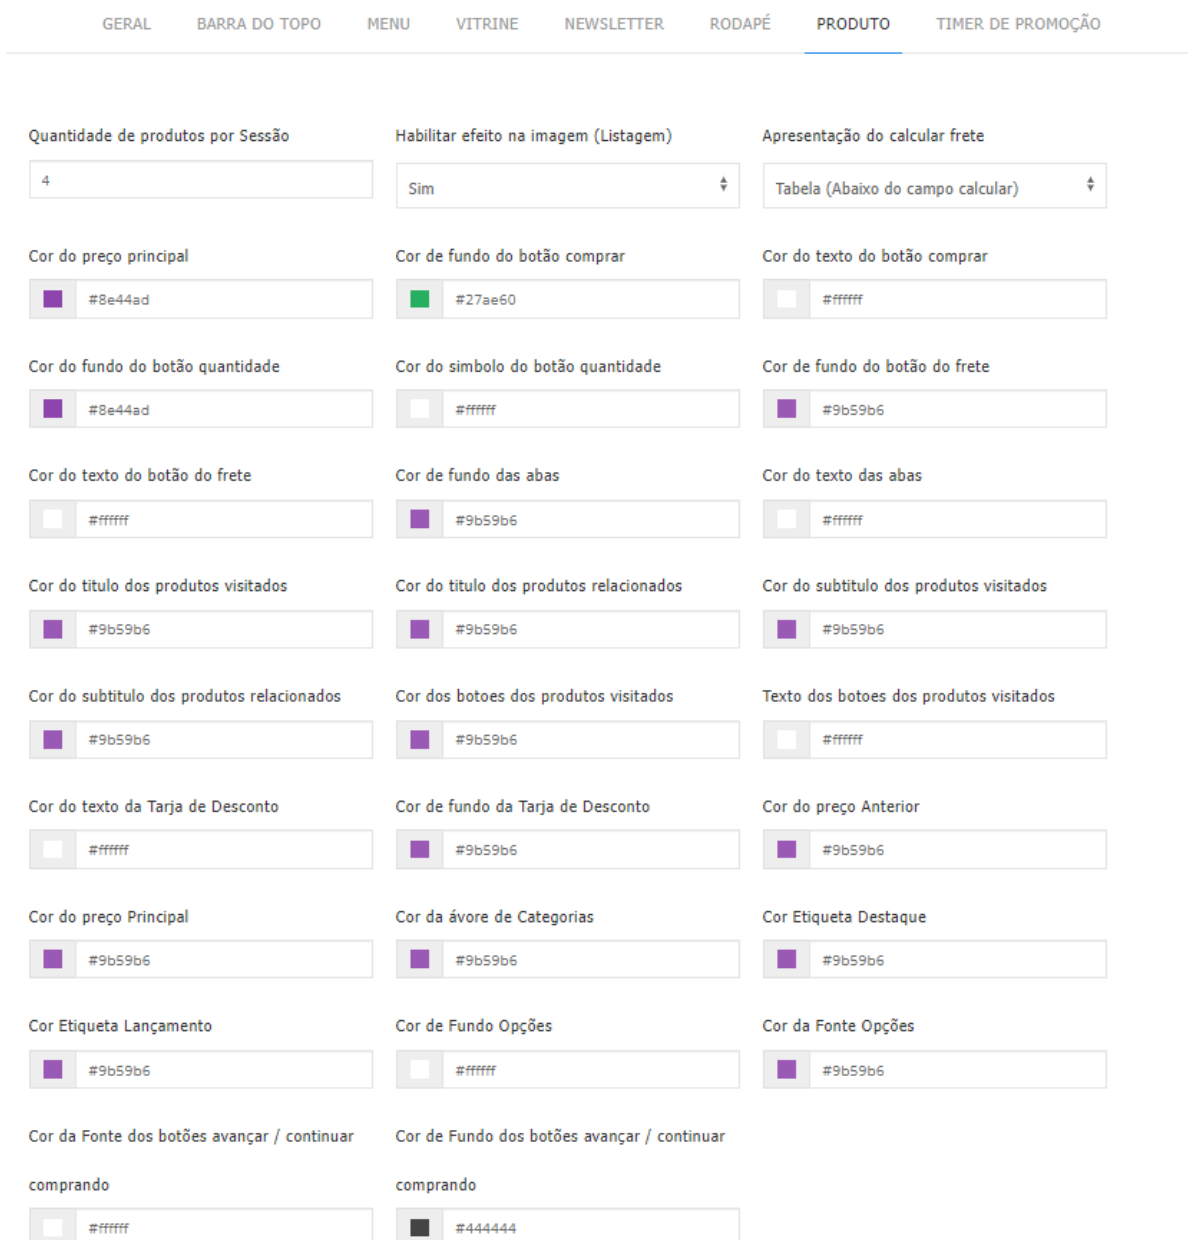 GERAL BARRA DO TOPO MENU VITRINE NEWSLETTER RODAPÉ PRODUTO TIMER DE PROMOÇÃO
Quantidade de produtos por Sessão Habilitar efeito na imagem (Listagem) Apresentação do calcular frete
4 Sim Tabela (Abaixo do campo calcular)
Cor do preço principal Cor de fundo do botão comprar Cor do texto do botão comprar
#8e44ad #27ae60 #ffffff
Cor do fundo do botão quantidade Cor do simbolo do botão quantidade Cor de fundo do botão do frete
#8e44ad #ffffff #9b59b6
Cor do texto do botão do frete Cor de fundo das abas Cor do texto das abas
#ffffff #9b59b6 #ffffff
Cor do titulo dos produtos visitados Cor do titulo dos produtos relacionados Cor do subtitulo dos produtos visitados
#9b59b6 #9b59b6 #9b59b6
Cor do subtitulo dos produtos relacionados Cor dos botoes dos produtos visitados Texto dos botoes dos produtos visitados
#9b59b6 #9b59b6 #ffffff
Cor do texto da Tarja de Desconto Cor de fundo da Tarja de Desconto Cor do preço Anterior
#ffffff #9b59b6 #9b59b6
Cor do preço Principal Cor da ávore de Categorias Cor Etiqueta Destaque
#9b59b6 #9b59b6 #9b59b6
Cor Etiqueta Lançamento Cor de Fundo Opções Cor da Fonte Opções
#9b59b6 #ffffff #9b59b6
Cor da Fonte dos botões avançar / continuar Cor de Fundo dos botões avançar / continuar
comprando comprando
#ffffff #444444